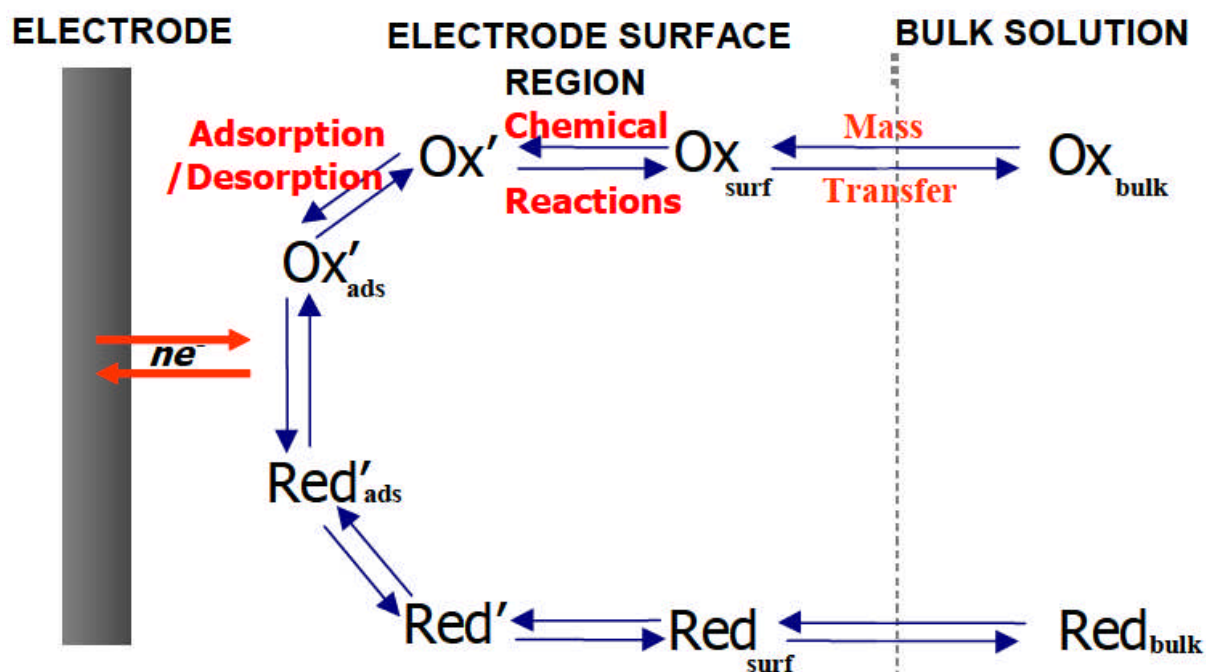 ELECTRODE
ELECTRODE SURFACE
REGION
BULK SOLUTION
Adsorption
/Desorption
Ox′
Chemical
Reactions
Ox surf
Mass
Transfer
Ox bulk
Ox′ads
ne⁻
Red′ads
Red′
Red surf
Red bulk